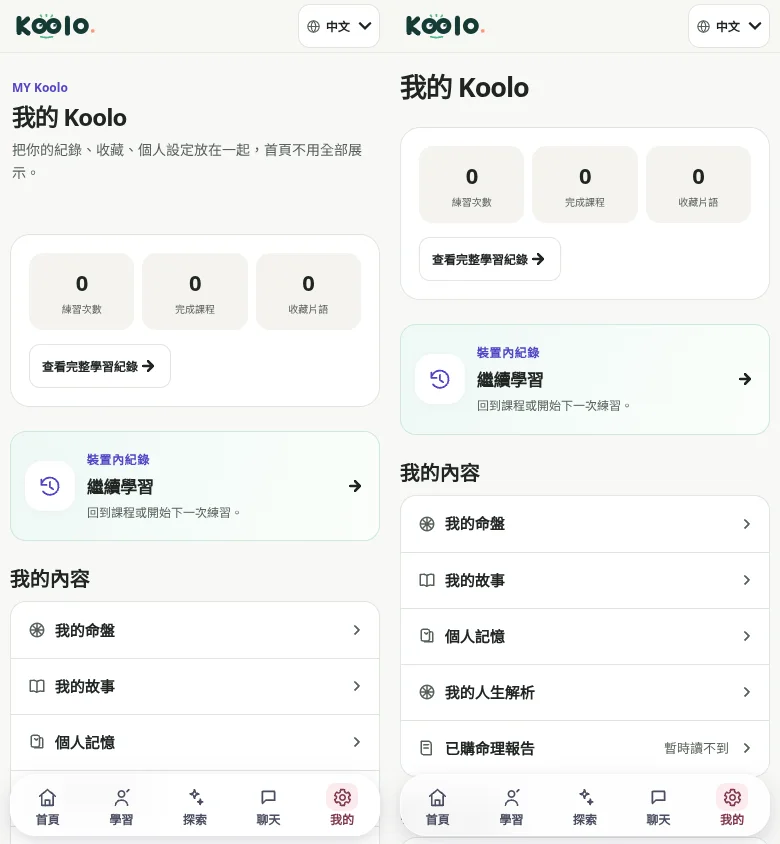 Koolo.
中文
MY Koolo
我的 Koolo
把你的紀錄、收藏、個人設定放在一起，首頁不用全部展
示。
0
練習次數
0
完成課程
0
收藏片語
查看完整學習紀錄
裝置內紀錄
繼續學習
回到課程或開始下一次練習。
我的內容
我的命盤
我的故事
個人記憶
首頁
學習
探索
聊天
我的
Koolo.
中文
我的 Koolo
0
練習次數
0
完成課程
0
收藏片語
查看完整學習紀錄
裝置內紀錄
繼續學習
回到課程或開始下一次練習。
我的內容
我的命盤
我的故事
個人記憶
我的人生解析
已購命理報告 暫時讀不到
首頁
學習
探索
聊天
我的